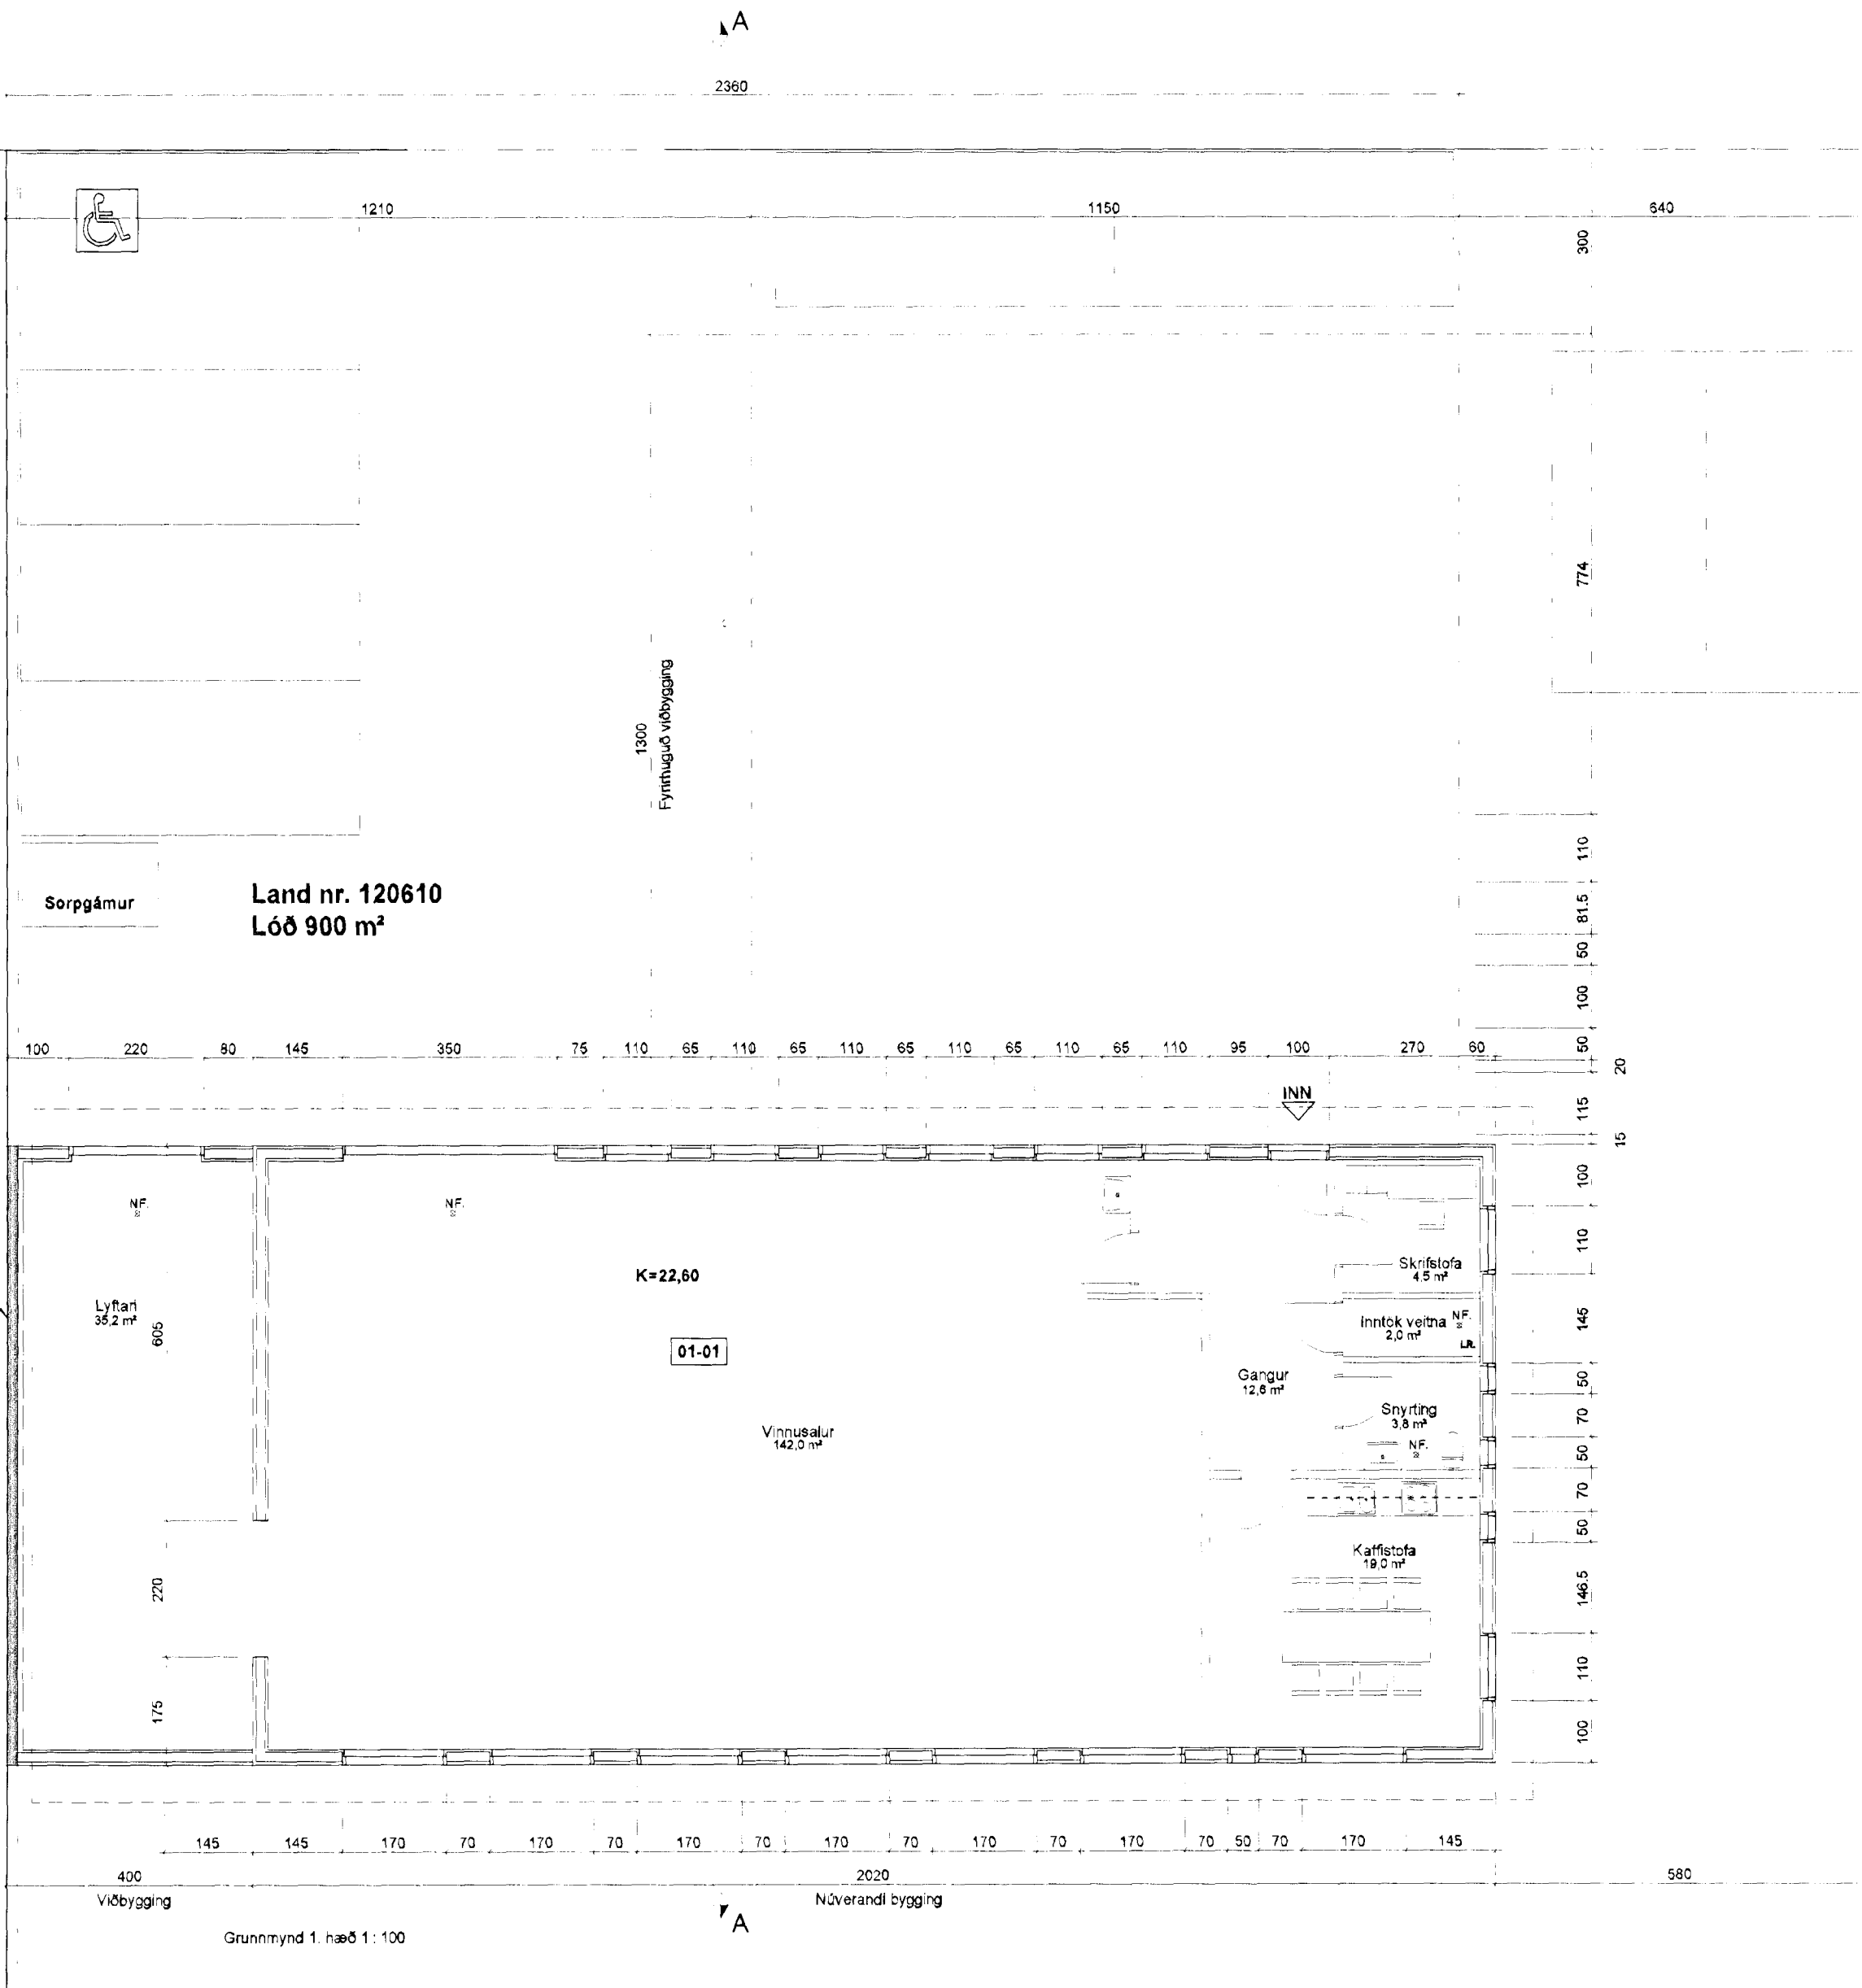 A
2360
1210
1150
640
300
774
1300
Fyrirhuguð viðbygging
110
81.5
50
100
50
20
115
15
Sorpgámur
Land nr. 120610
Lóð 900 m²
100 220 80 145 350 75 110 65 110 65 110 65 110 65 110 65 110 95 100 270 60
INN
NF.
NF.
K=22,60
Lyftari
35,2 m²
605
01-01
Vinnusalur
142,0 m²
Skrifstofa
4,5 m²
Inntök veitna
2,0 m²
NF.
LR.
Gangur
12,6 m²
Snyrting
3,8 m²
NF.
Kaffistofa
19,0 m²
220
175
100
110
145
50
70
50
70
50
146.5
110
100
145 145 170 70 170 70 170 70 170 70 170 70 170 70 50 70 170 145
400
2020
580
Viðbygging
Núverandi bygging
A
Grunnmynd 1. hæð 1 : 100